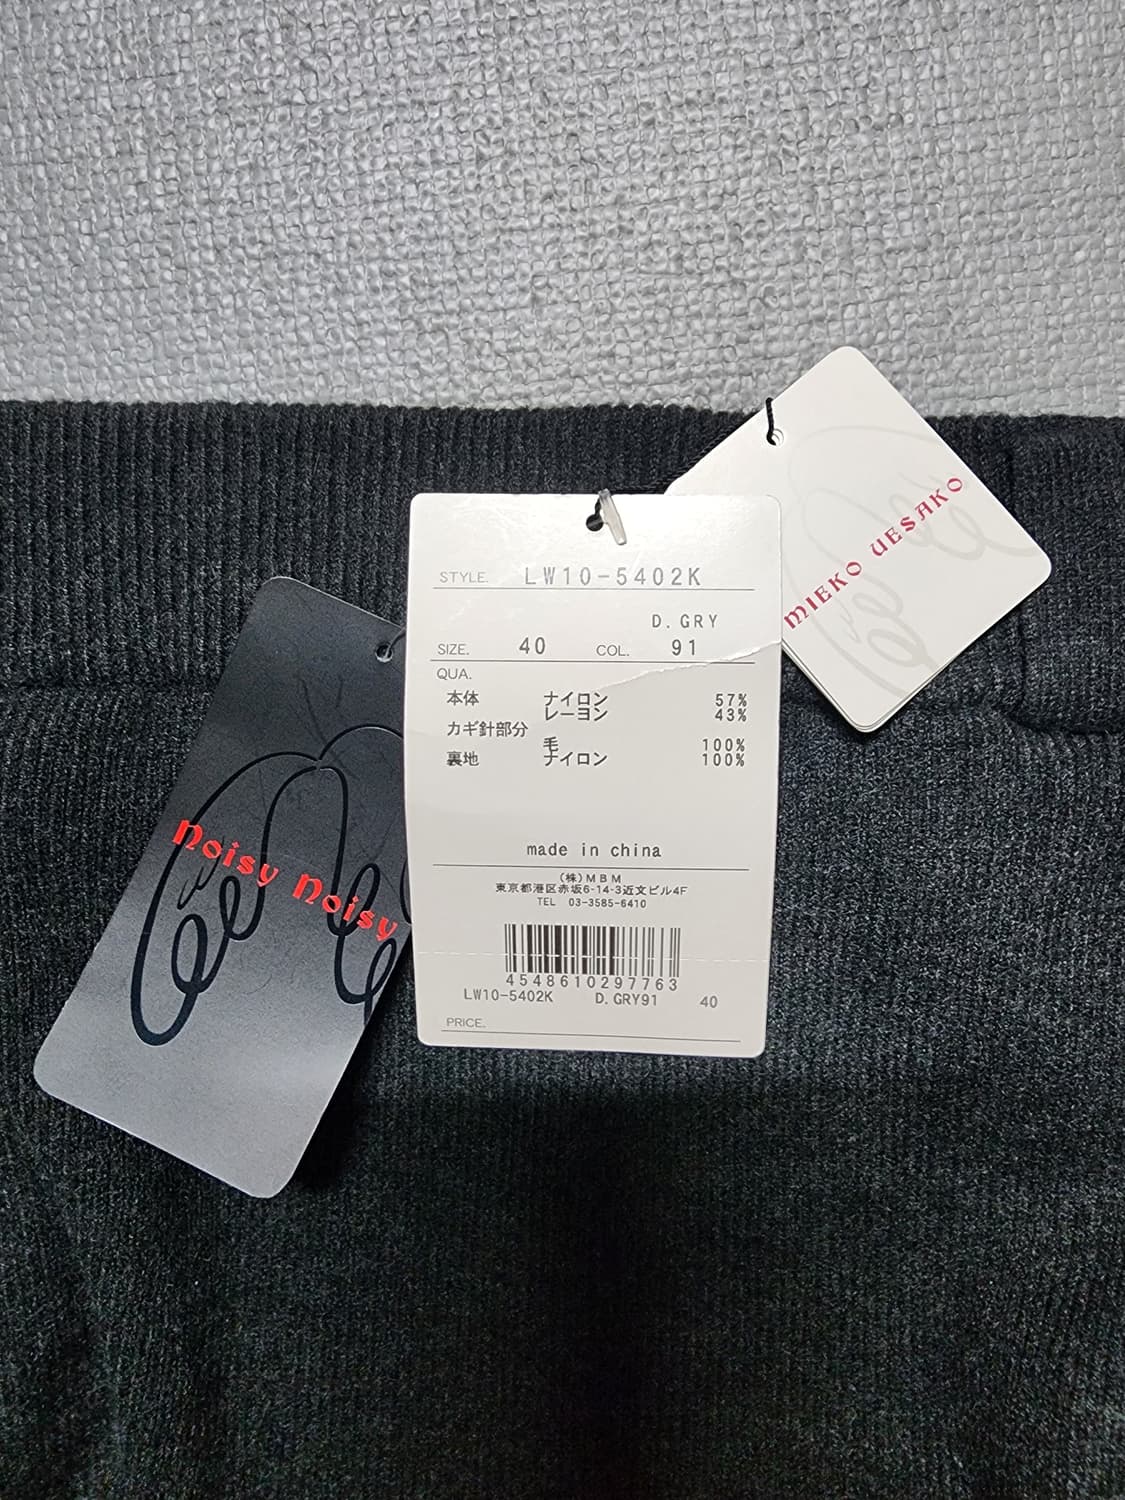 MIEKO UESAKO
STYLE. LW10-5402K
D.GRY
SIZE. 40 COL. 91
QUA.
本体 ナイロン 57%
レーヨン 43%
カギ針部分
毛 100%
裏地 ナイロン 100%
made in china
(株)MBM
東京都港区赤坂6-14-3近文ビル4F
TEL 03-3585-6410
4548610297763
LW10-5402K D.GRY91 40
PRICE.
Noisy Noisy